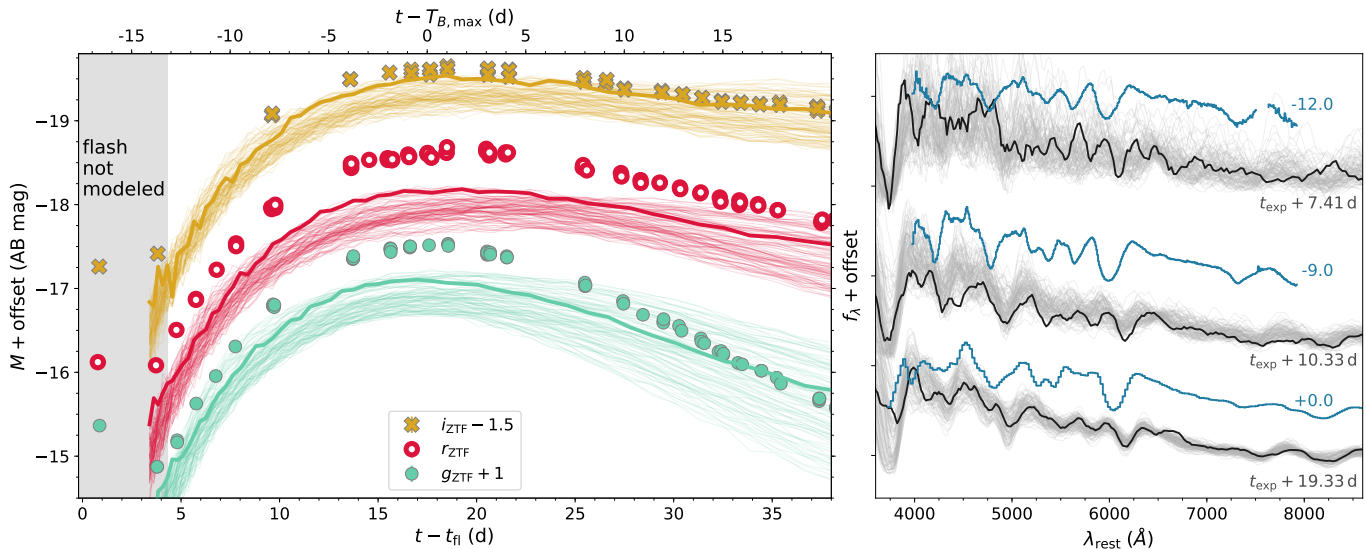 t − T_B, max (d)
-15 -10 -5 0 5 10 15
flash
not
modeled
M + offset (AB mag)
−19
−18
−17
−16
−15
i_ZTF − 1.5
r_ZTF
g_ZTF + 1
0 5 10 15 20 25 30 35
t − t_fl (d)
f_λ + offset
-12.0
t_exp + 7.41 d
-9.0
t_exp + 10.33 d
+0.0
t_exp + 19.33 d
4000 5000 6000 7000 8000
λ_rest (Å)